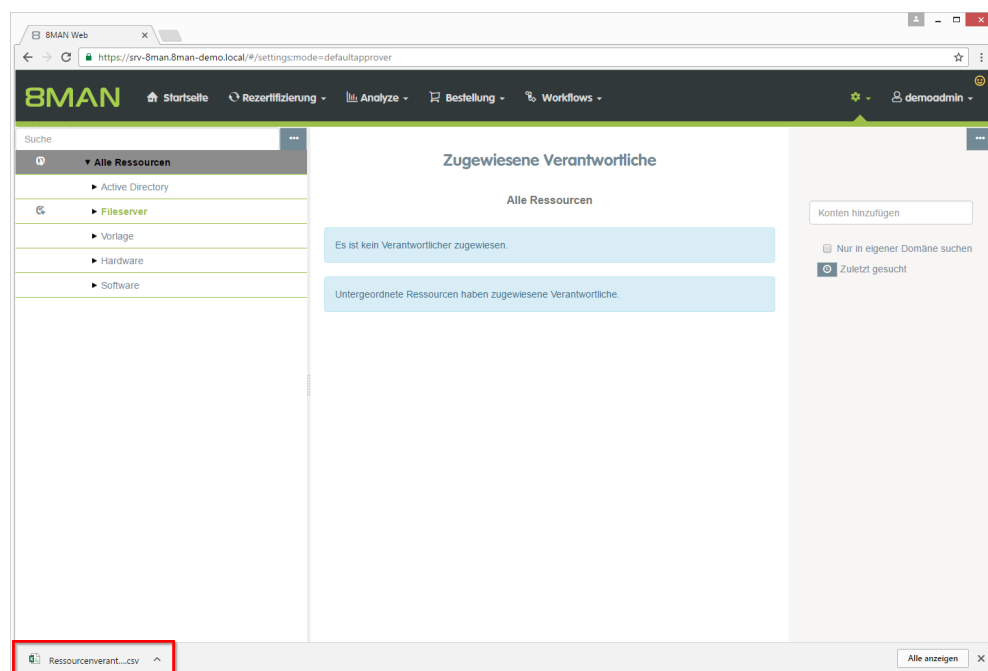 8MAN Web
https://srv-8man.8man-demo.local/#/settings;mode=defaultapprover
8MAN Startseite Rezertifizierung Analyze Bestellung Workflows demoadmin
Suche
Alle Ressourcen
Active Directory
Fileserver
Vorlage
Hardware
Software
Zugewiesene Verantwortliche
Alle Ressourcen
Es ist kein Verantwortlicher zugewiesen.
Untergeordnete Ressourcen haben zugewiesene Verantwortliche.
Konten hinzufügen
Nur in eigener Domäne suchen
Zuletzt gesucht
Ressourcenverant....csv
Alle anzeigen